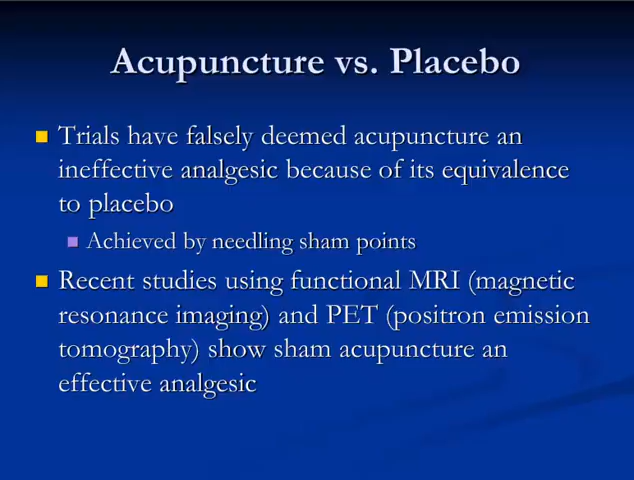 Acupuncture vs. Placebo
Trials have falsely deemed acupuncture an
ineffective analgesic because of its equivalence
to placebo
Achieved by needling sham points
Recent studies using functional MRI (magnetic
resonance imaging) and PET (positron emission
tomography) show sham acupuncture an
effective analgesic